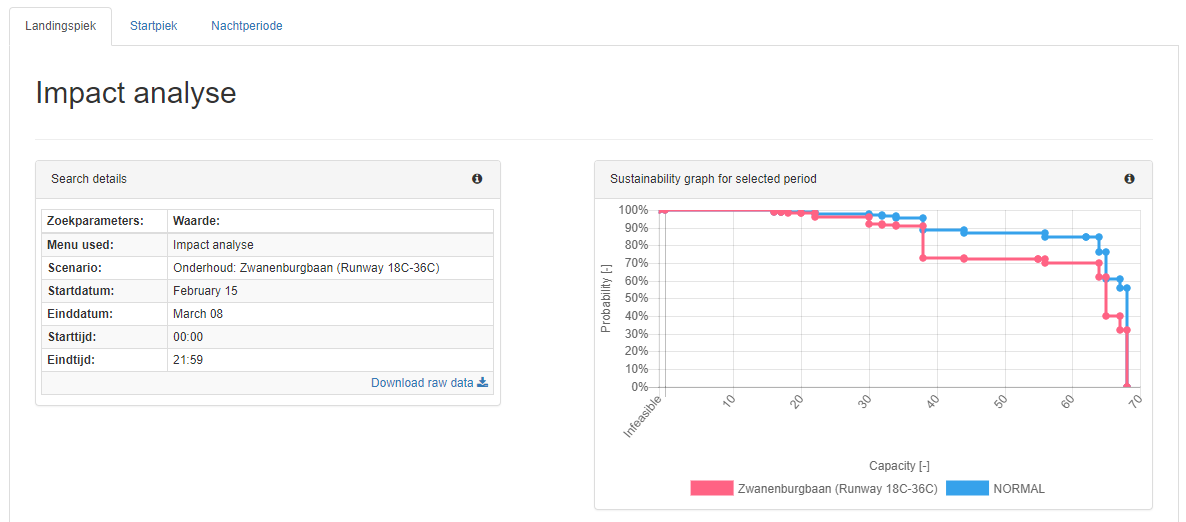 Landingspiek Startpiek Nachtperiode
Impact analyse
Search details
Zoekparameters: Waarde:
Menu used: Impact analyse
Scenario: Onderhoud: Zwanenburgbaan (Runway 18C-36C)
Startdatum: February 15
Einddatum: March 08
Starttijd: 00:00
Eindtijd: 21:59
Download raw data
Sustainability graph for selected period
100%
90%
80%
70%
60%
50%
40%
30%
20%
10%
0%
Probability [-]
Infeasible 10 20 30 40 50 60 70
Capacity [-]
Zwanenburgbaan (Runway 18C-36C) NORMAL